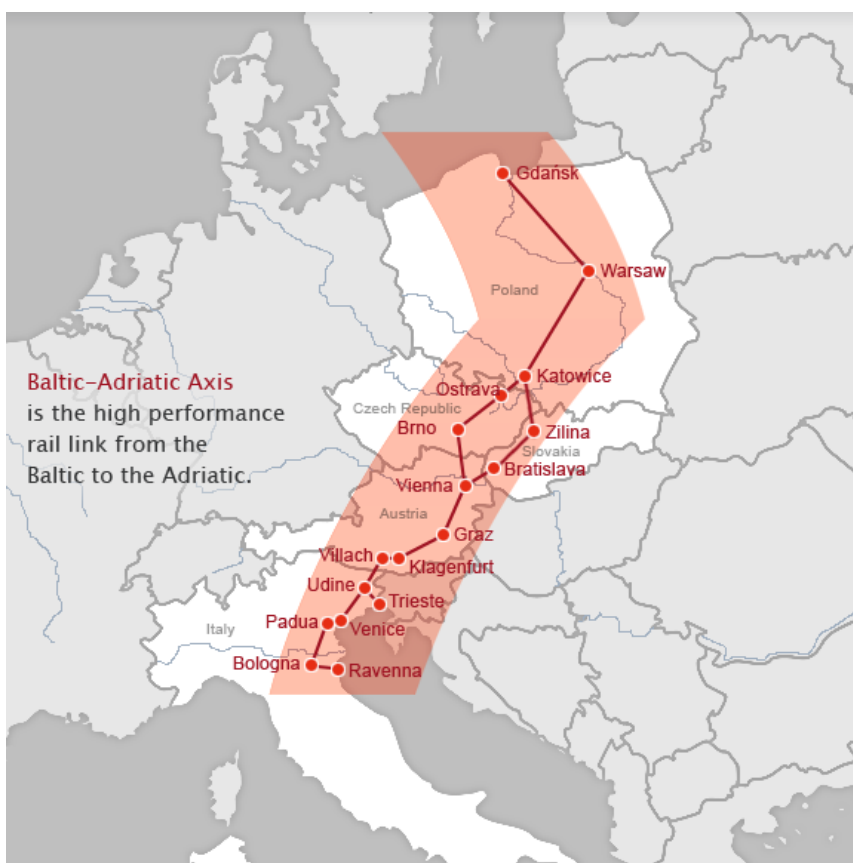 Gdańsk
Warsaw
Poland
Katowice
Ostrava
Czech Republic
Brno
Zilina
Slovakia
Bratislava
Vienna
Austria
Graz
Villach
Klagenfurt
Udine
Trieste
Padua
Venice
Italy
Bologna
Ravenna
Baltic-Adriatic Axis
is the high performance
rail link from the
Baltic to the Adriatic.